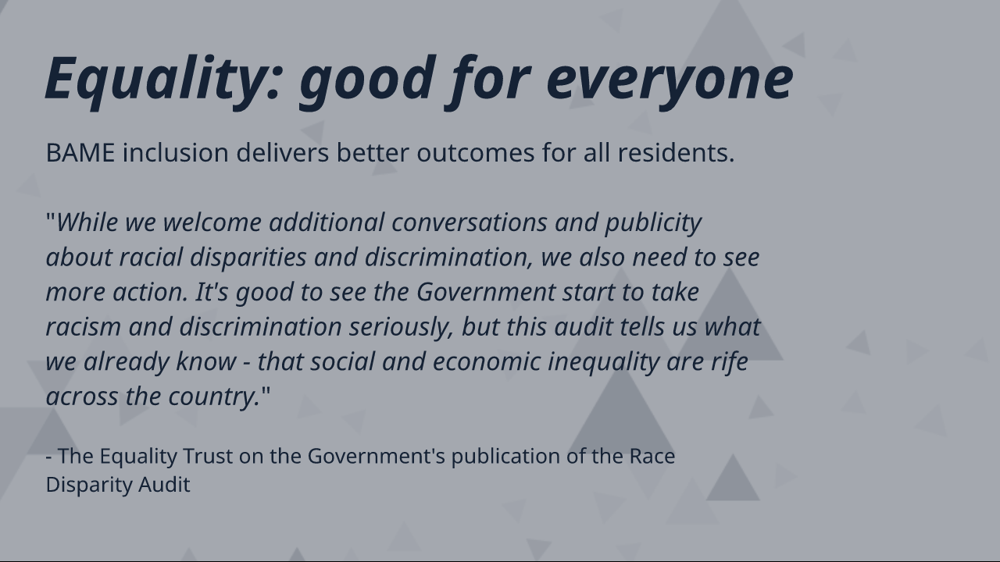 Equality: good for everyone
BAME inclusion delivers better outcomes for all residents.
"While we welcome additional conversations and publicity
about racial disparities and discrimination, we also need to see
more action. It's good to see the Government start to take
racism and discrimination seriously, but this audit tells us what
we already know - that social and economic inequality are rife
across the country."
- The Equality Trust on the Government's publication of the Race
Disparity Audit